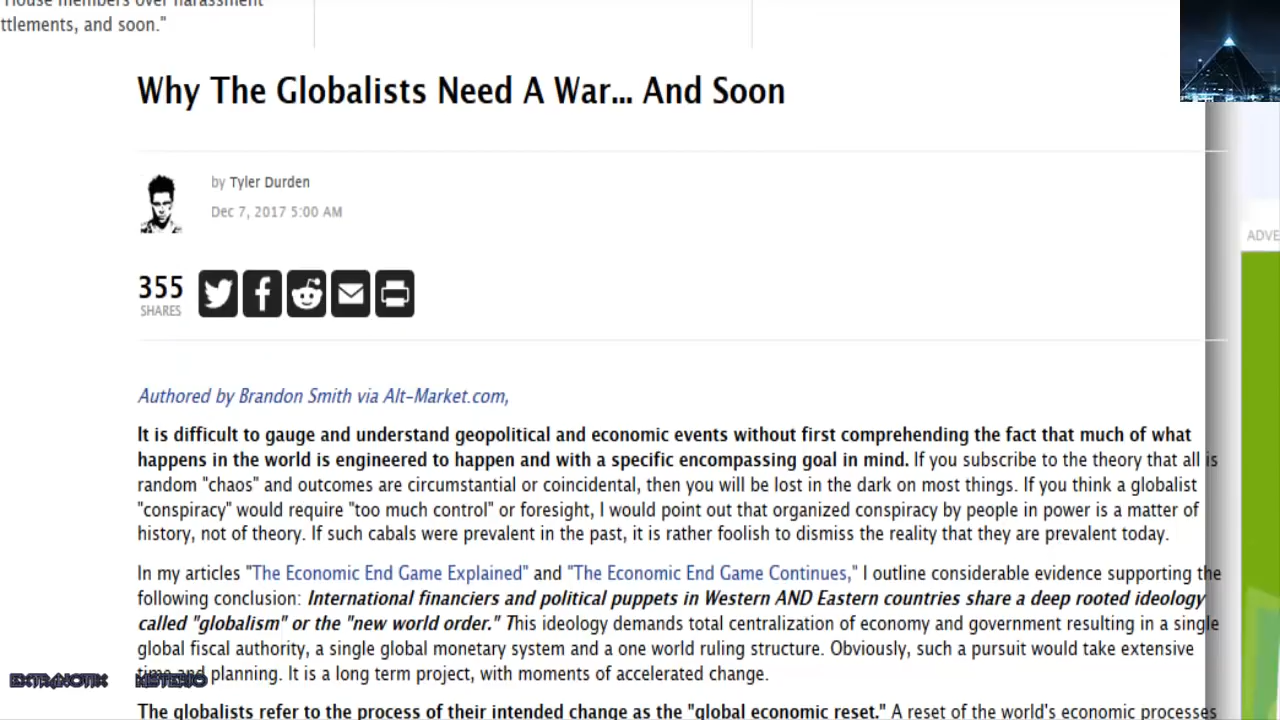 House members over harassment
ttlements, and soon."
Why The Globalists Need A War... And Soon
by Tyler Durden
Dec 7, 2017 5:00 AM
355
SHARES
Authored by Brandon Smith via Alt-Market.com,
It is difficult to gauge and understand geopolitical and economic events without first comprehending the fact that much of what
happens in the world is engineered to happen and with a specific encompassing goal in mind. If you subscribe to the theory that all is
random "chaos" and outcomes are circumstantial or coincidental, then you will be lost in the dark on most things. If you think a globalist
"conspiracy" would require "too much control" or foresight, I would point out that organized conspiracy by people in power is a matter of
history, not of theory. If such cabals were prevalent in the past, it is rather foolish to dismiss the reality that they are prevalent today.
In my articles "The Economic End Game Explained" and "The Economic End Game Continues," I outline considerable evidence supporting the
following conclusion: International financiers and political puppets in Western AND Eastern countries share a deep rooted ideology
called "globalism" or the "new world order." This ideology demands total centralization of economy and government resulting in a single
global fiscal authority, a single global monetary system and a one world ruling structure. Obviously, such a pursuit would take extensive
time and planning. It is a long term project, with moments of accelerated change.
The globalists refer to the process of their intended change as the "global economic reset." A reset of the world's economic processes
ADVE